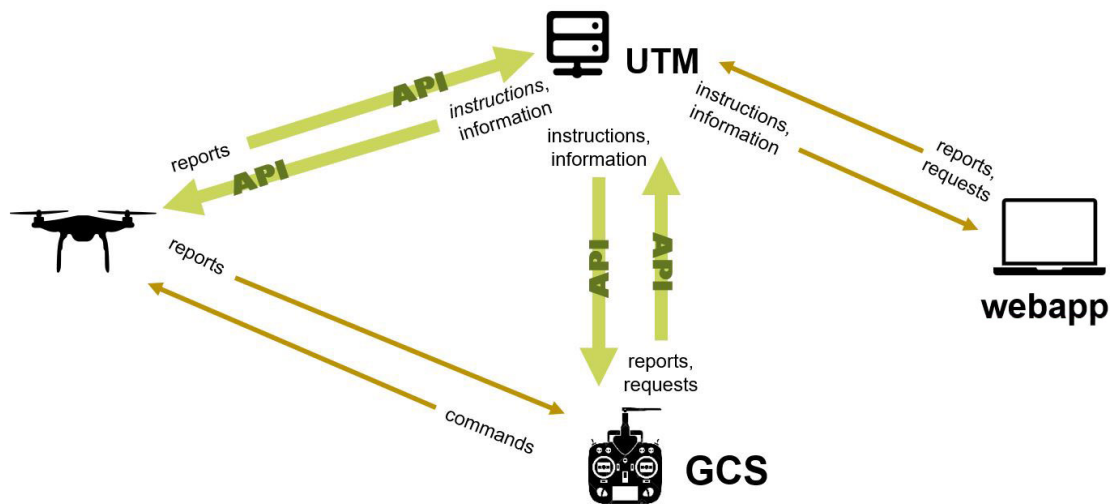 UTM
API
instructions,
information
reports
API
instructions,
information
instructions,
information
reports,
requests
API
API
reports
webapp
reports,
requests
commands
GCS